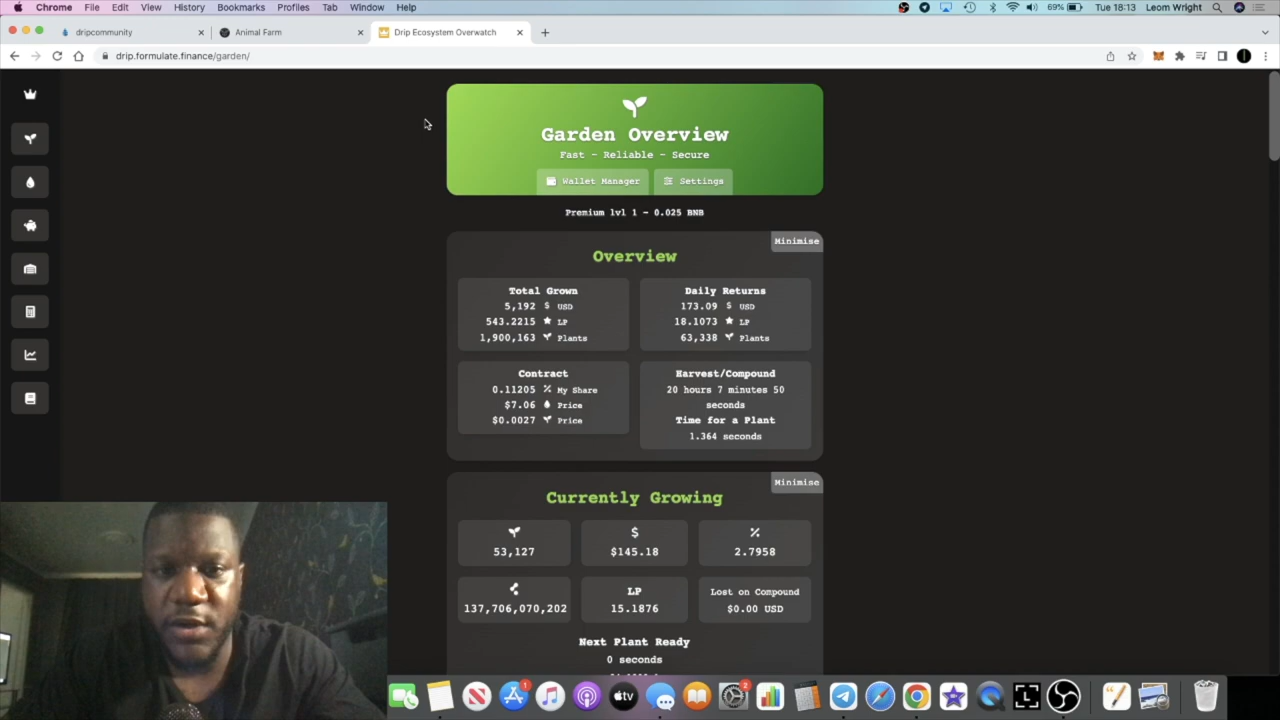 Chrome File Edit View History Bookmarks Profiles Tab Window Help 69% Tue 18:13 Leom Wright
dripcommunity Animal Farm Drip Ecosystem Overwatch
drip.formulate.finance/garden/
Garden Overview
Fast - Reliable - Secure
Wallet Manager Settings
Premium lvl 1 - 0.025 BNB
Minimise
Overview
Total Grown
5,192 $ USD
543.2215 LP
1,900,163 Plants
Daily Returns
173.09 $ USD
18.1073 LP
63,338 Plants
Contract
0.11205 % My Share
$7.06 Price
$0.0027 Price
Harvest/Compound
20 hours 7 minutes 50
seconds
Time for a Plant
1.364 seconds
Minimise
Currently Growing
53,127
$
$145.18
%
2.7958
137,706,070,202
LP
15.1876
Lost on Compound
$0.00 USD
Next Plant Ready
0 seconds
1
tv
2
L